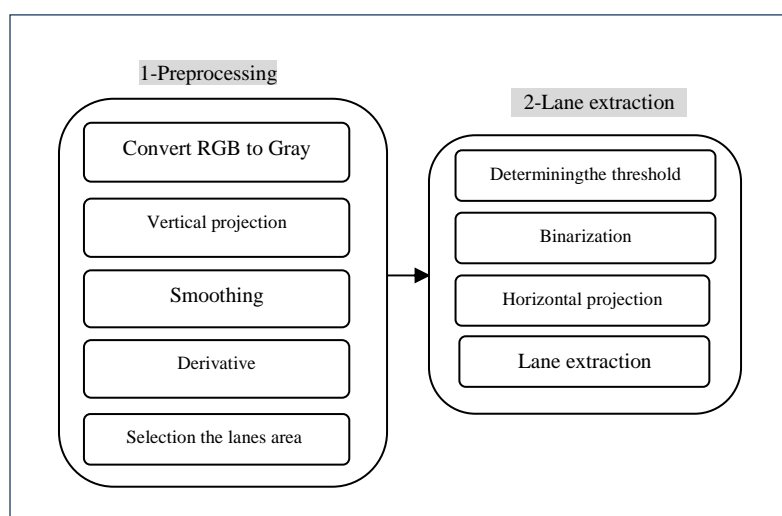 1-Preprocessing
Convert RGB to Gray
Vertical projection
Smoothing
Derivative
Selection the lanes area
2-Lane extraction
Determiningthe threshold
Binarization
Horizontal projection
Lane extraction